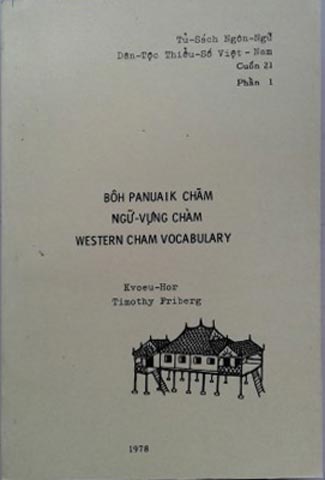 Tủ-Sách Ngôn-Ngữ
Dân-Tộc Thiểu-Số Việt-Nam
Cuốn 21
Phần 1
BÔH PANUAIK CHĂM
NGỮ-VỰNG CHÀM
WESTERN CHAM VOCABULARY
Kvoeu-Hor
Timothy Friberg
1978